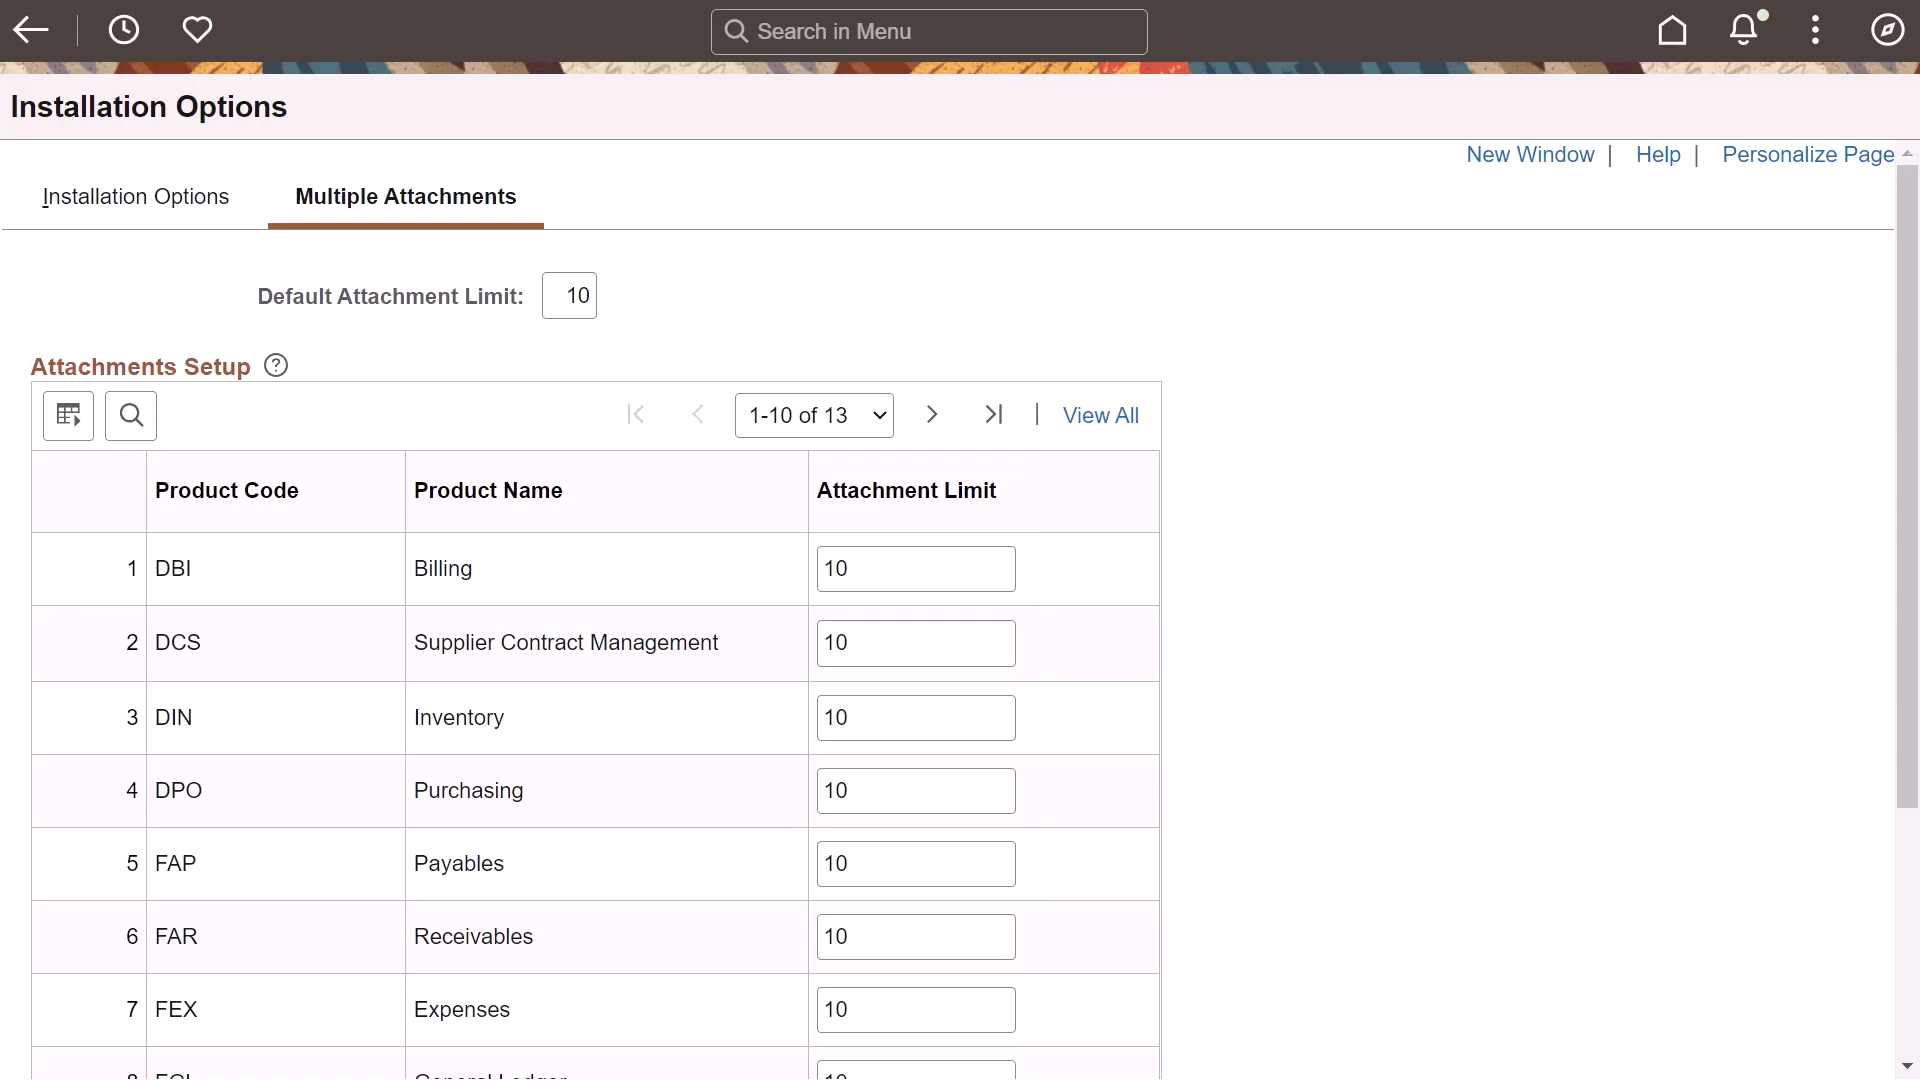 Search in Menu
Installation Options
New Window | Help | Personalize Page
Installation Options Multiple Attachments
Default Attachment Limit: 10
Attachments Setup
1-10 of 13 | View All
Product Code Product Name Attachment Limit
1 DBI Billing 10
2 DCS Supplier Contract Management 10
3 DIN Inventory 10
4 DPO Purchasing 10
5 FAP Payables 10
6 FAR Receivables 10
7 FEX Expenses 10
General Ledger 10